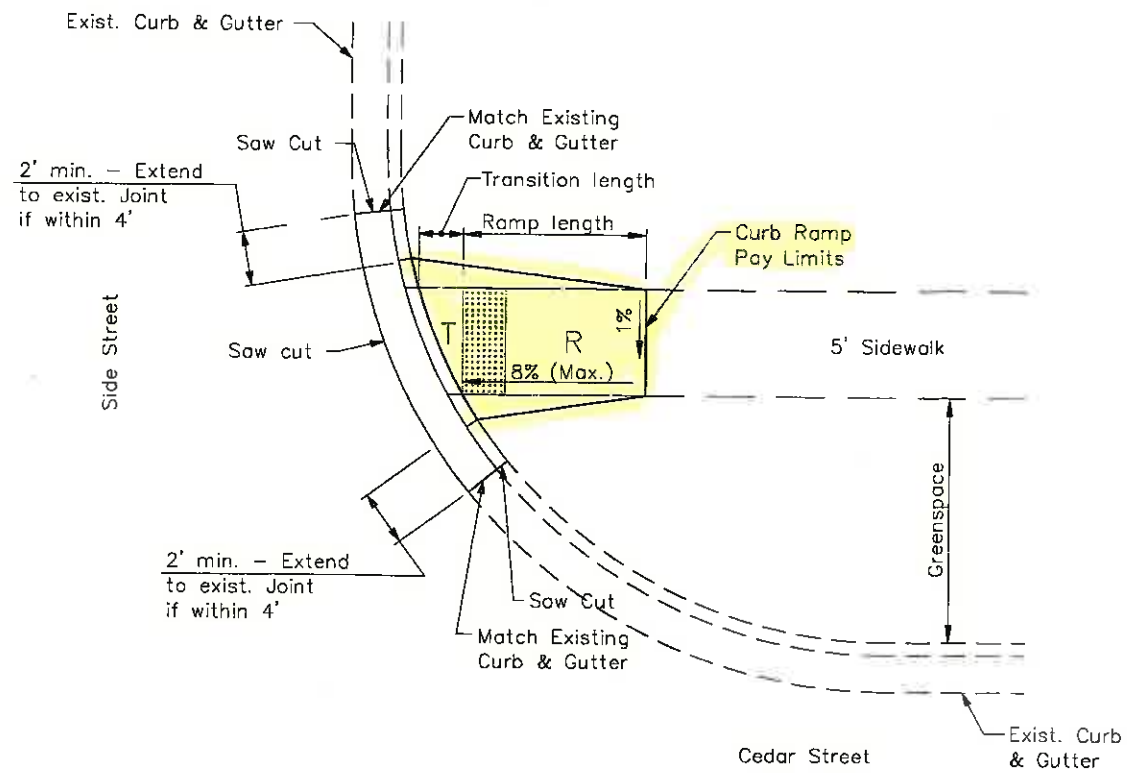 Exist. Curb & Gutter
Match Existing
Curb & Gutter
Saw Cut
2' min. - Extend
to exist. Joint
if within 4'
Transition length
Ramp length
Curb Ramp
Pay Limits
Side Street
Saw cut
T
R
1%
8% (Max.)
5' Sidewalk
Greenspace
2' min. - Extend
to exist. Joint
if within 4'
Saw Cut
Match Existing
Curb & Gutter
Exist. Curb
& Gutter
Cedar Street